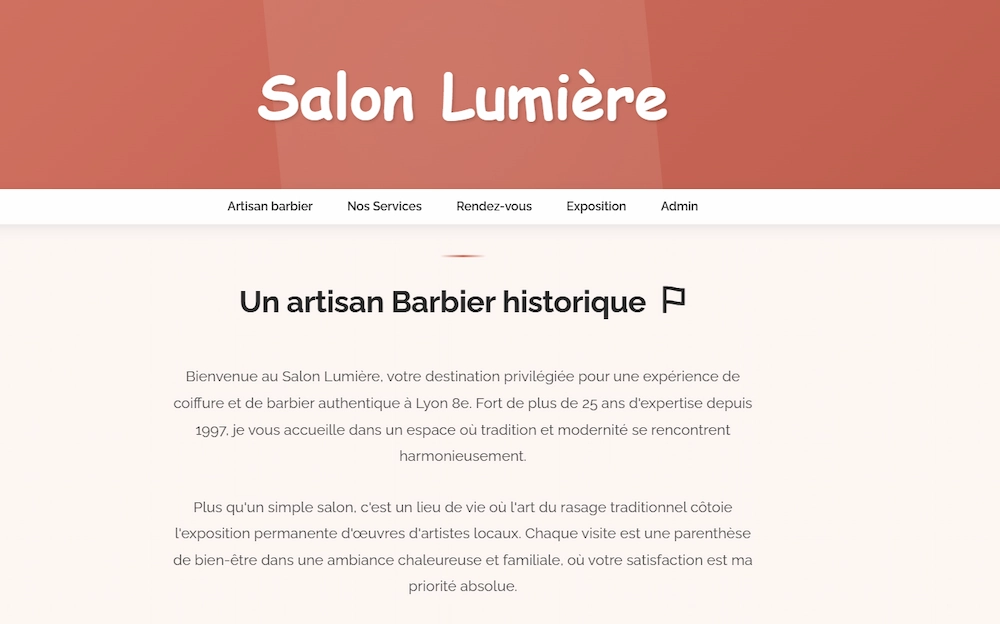 Salon Lumière
Artisan barbier Nos Services Rendez-vous Exposition Admin
Un artisan Barbier historique
Bienvenue au Salon Lumière, votre destination privilégiée pour une expérience de
coiffure et de barbier authentique à Lyon 8e. Fort de plus de 25 ans d'expertise depuis
1997, je vous accueille dans un espace où tradition et modernité se rencontrent
harmonieusement.
Plus qu'un simple salon, c'est un lieu de vie où l'art du rasage traditionnel côtoie
l'exposition permanente d'œuvres d'artistes locaux. Chaque visite est une parenthèse
de bien-être dans une ambiance chaleureuse et familiale, où votre satisfaction est ma
priorité absolue.